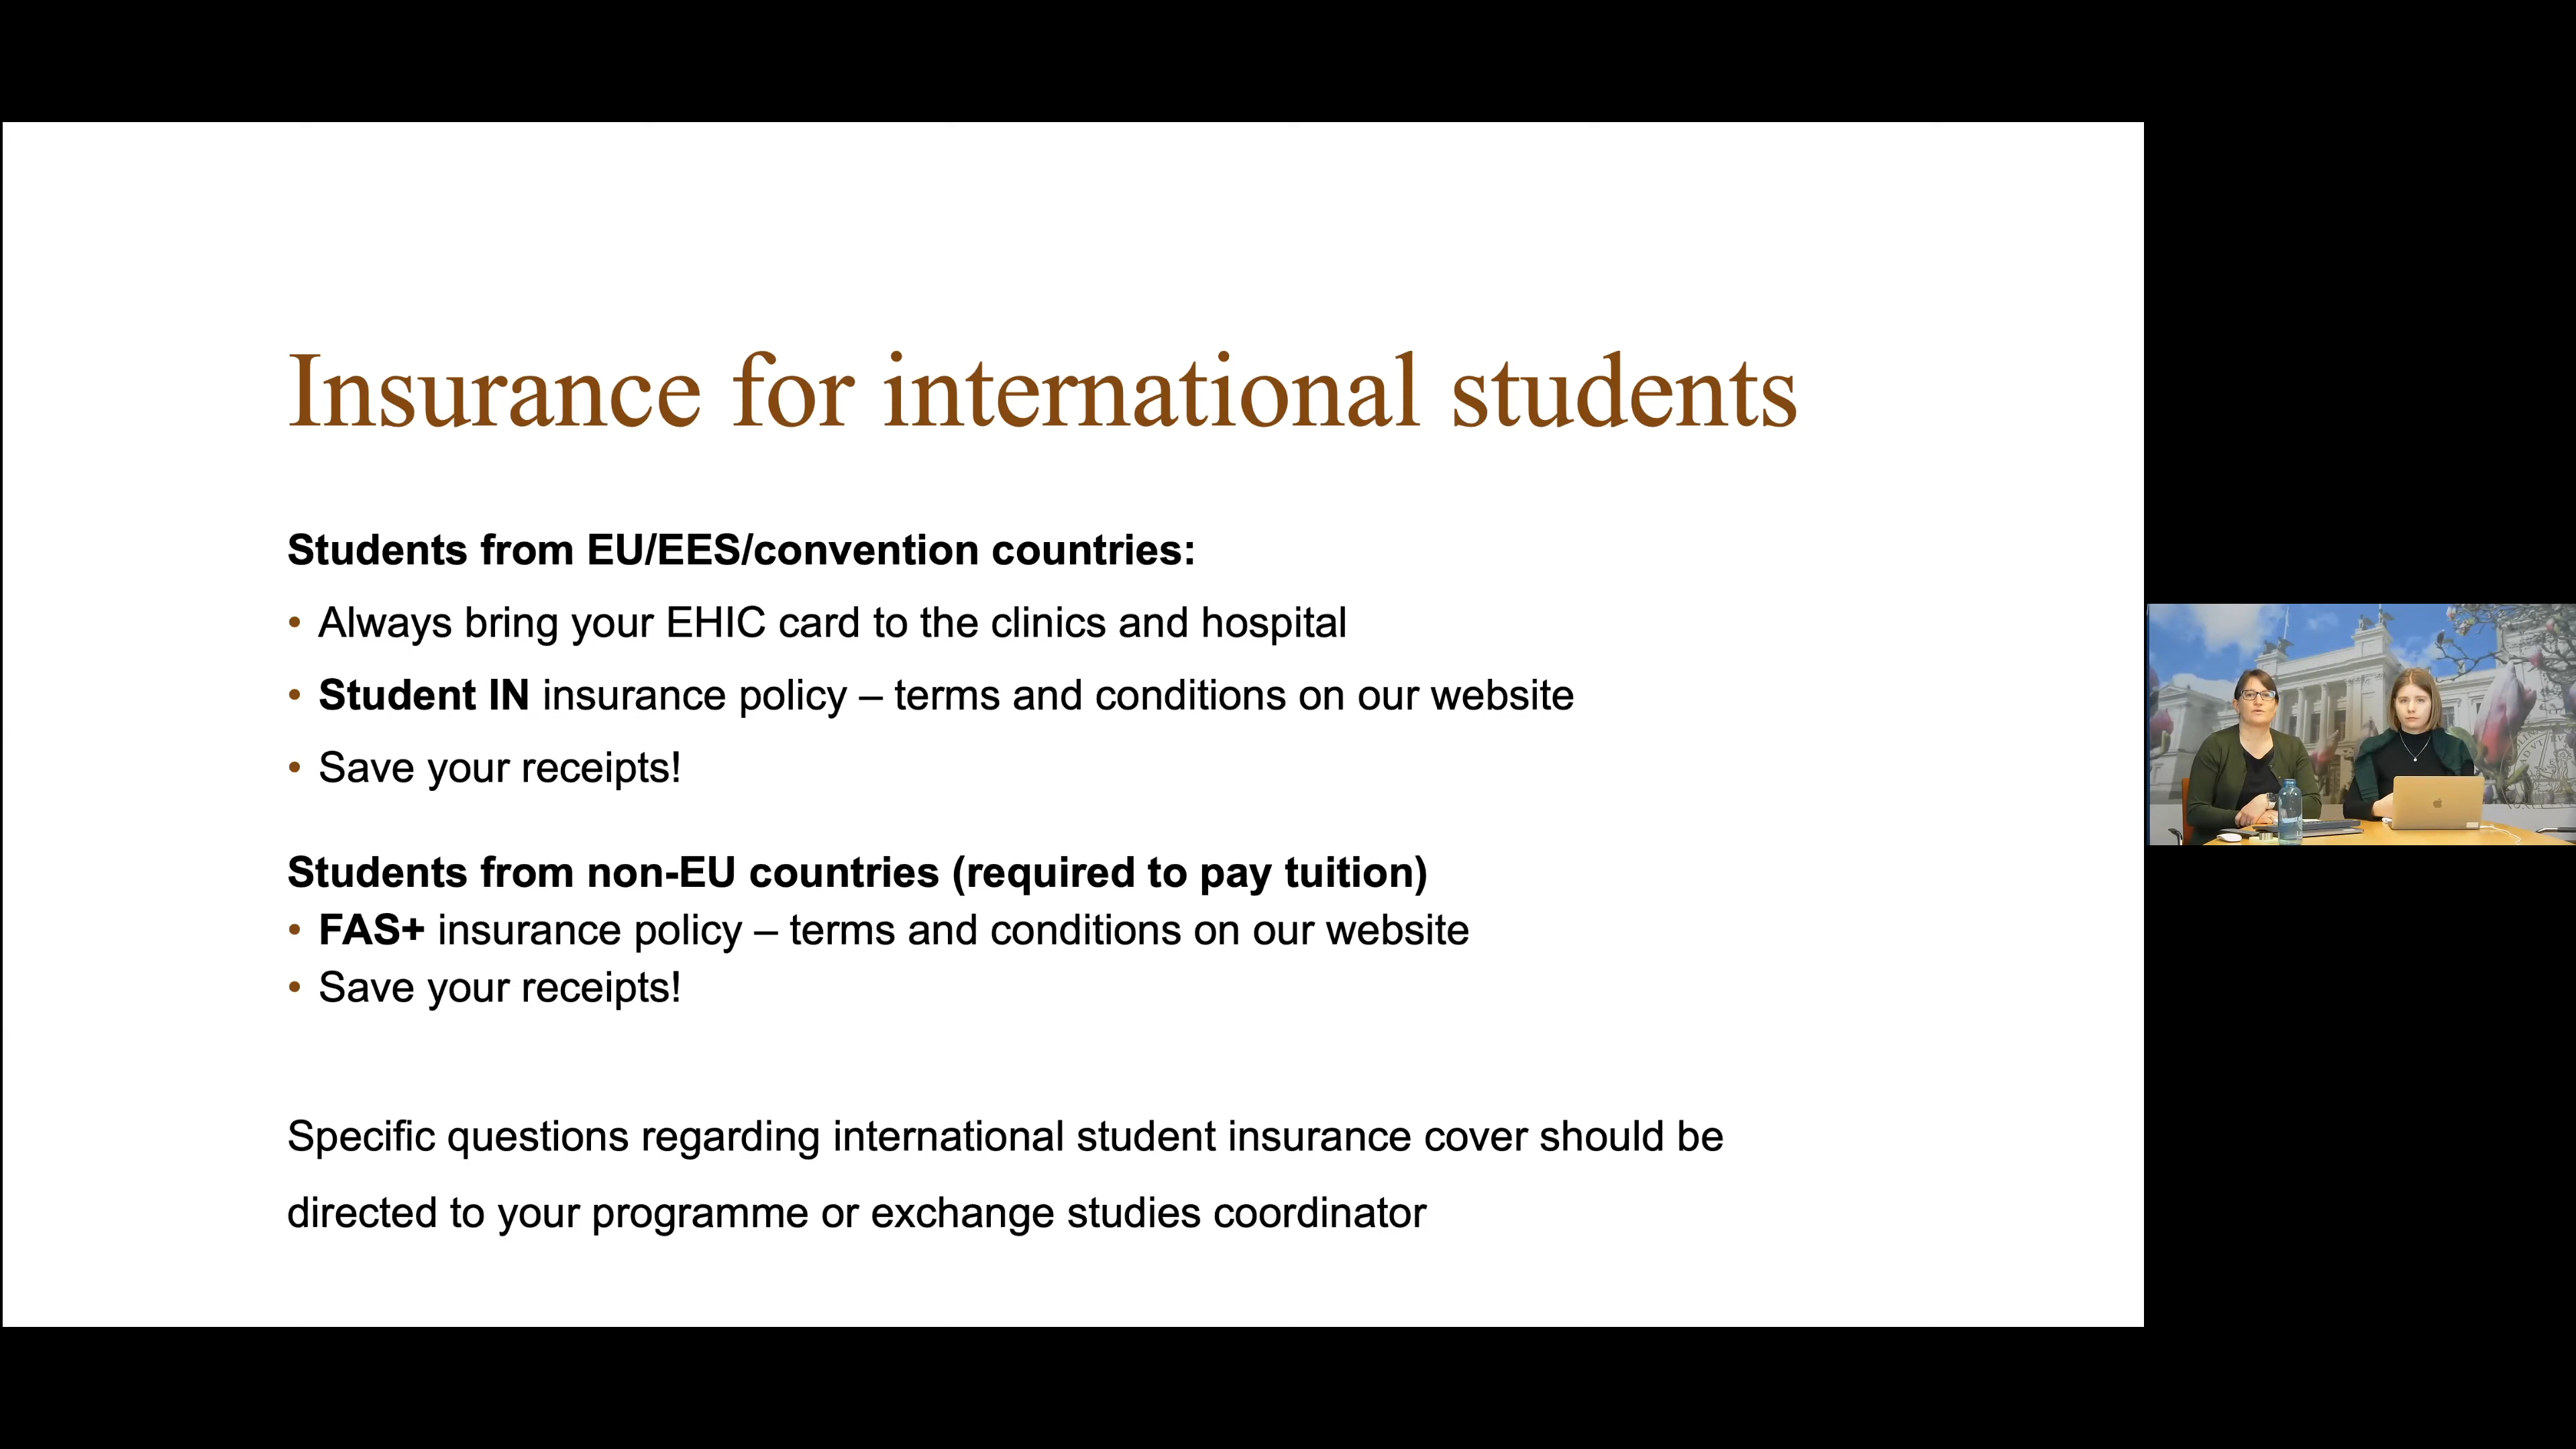 Insurance for international students
Students from EU/EES/convention countries:
• Always bring your EHIC card to the clinics and hospital
• Student IN insurance policy – terms and conditions on our website
• Save your receipts!
Students from non-EU countries (required to pay tuition)
• FAS+ insurance policy – terms and conditions on our website
• Save your receipts!
Specific questions regarding international student insurance cover should be
directed to your programme or exchange studies coordinator